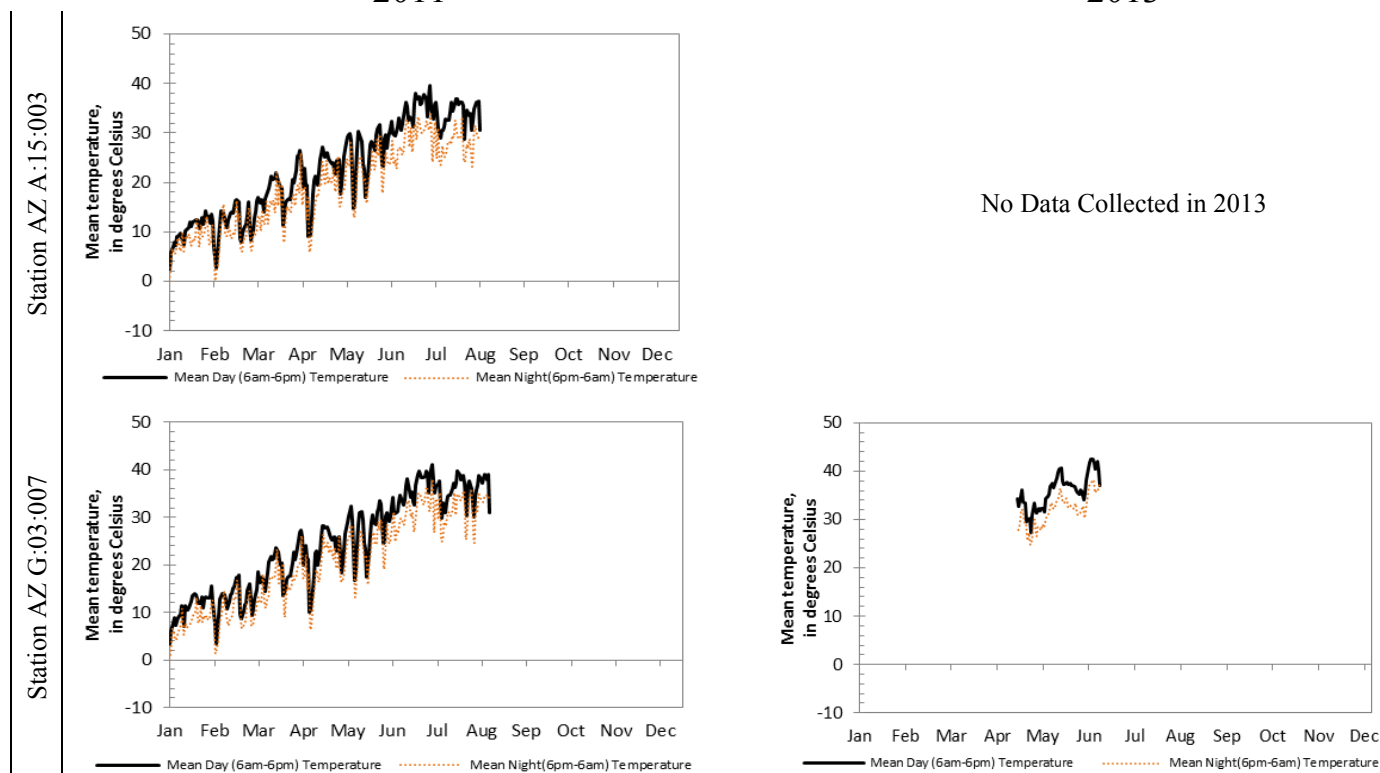 Station AZ A:15:003
Mean temperature,
in degrees Celsius
50
40
30
20
10
0
-10
Jan Feb Mar Apr May Jun Jul Aug Sep Oct Nov Dec
Mean Day (6am-6pm) Temperature Mean Night(6pm-6am) Temperature
No Data Collected in 2013
Station AZ G:03:007
Mean temperature,
in degrees Celsius
50
40
30
20
10
0
-10
Jan Feb Mar Apr May Jun Jul Aug Sep Oct Nov Dec
Mean Day (6am-6pm) Temperature Mean Night(6pm-6am) Temperature
Mean temperature,
in degrees Celsius
50
40
30
20
10
0
-10
Jan Feb Mar Apr May Jun Jul Aug Sep Oct Nov Dec
Mean Day (6am-6pm) Temperature Mean Night(6pm-6am) Temperature